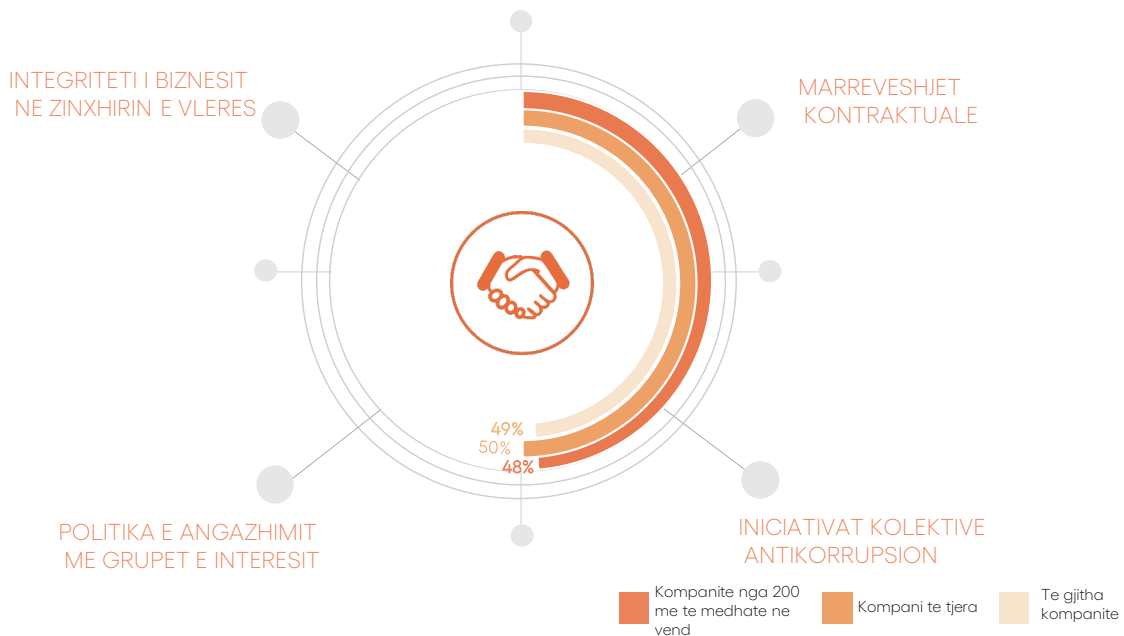 INTEGRITETI I BIZNESIT
NE ZINXHIRIN E VLERES
MARREVESHJET
KONTRAKTUALE
49%
50%
48%
POLITIKA E ANGAZHIMIT
ME GRUPET E INTERESIT
INICIATIVAT KOLEKTIVE
ANTIKORRUPSION
Kompanite nga 200
me te medhate ne
vend
Kompani te tjera
Te gjitha
kompanite